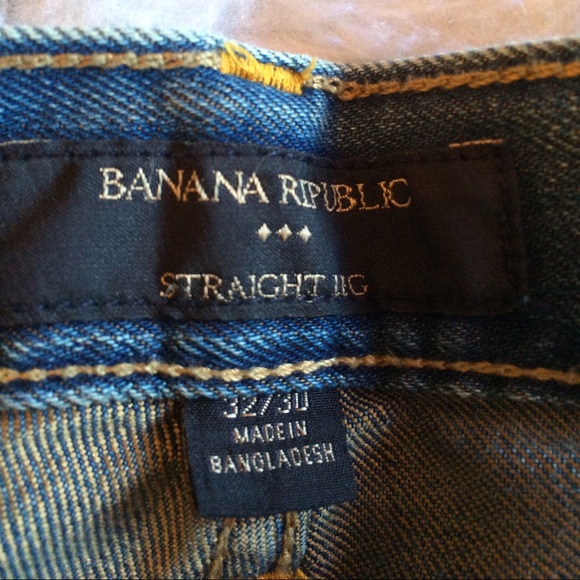 BANANA REPUBLIC
STRAIGHT LEG
32/30
MADE IN
BANGLADESH